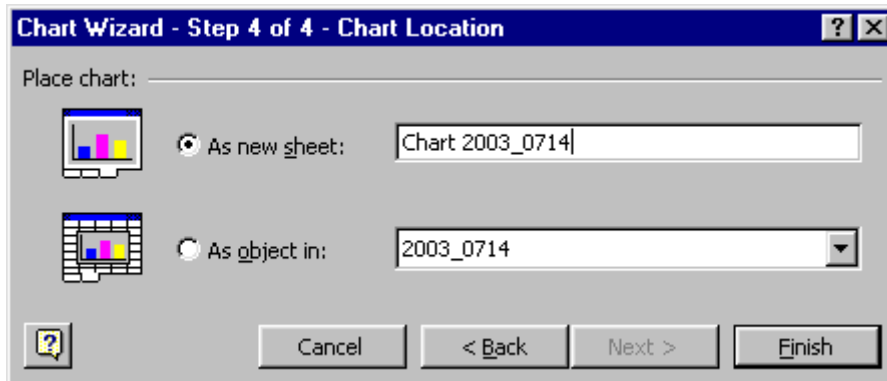 Chart Wizard - Step 4 of 4 - Chart Location
Place chart:
As new sheet: Chart 2003_0714
As object in: 2003_0714
Cancel < Back Next > Finish